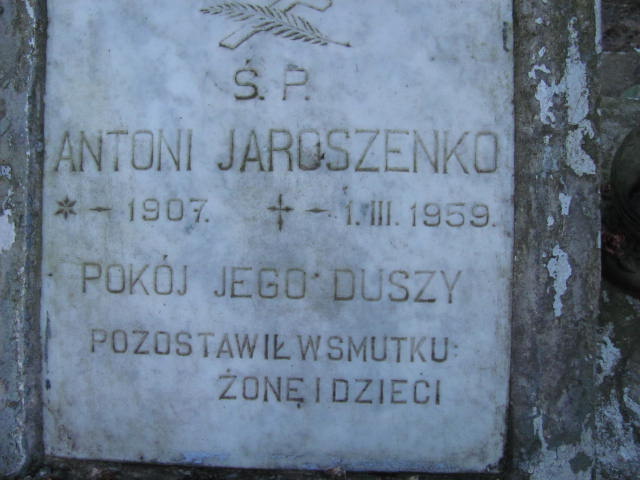 Ś. P.
ANTONI JAROSZENKO
* – 1907. † – 1. III. 1959.
POKÓJ JEGO DUSZY
POZOSTAWIŁ W SMUTKU:
ŻONĘ I DZIECI